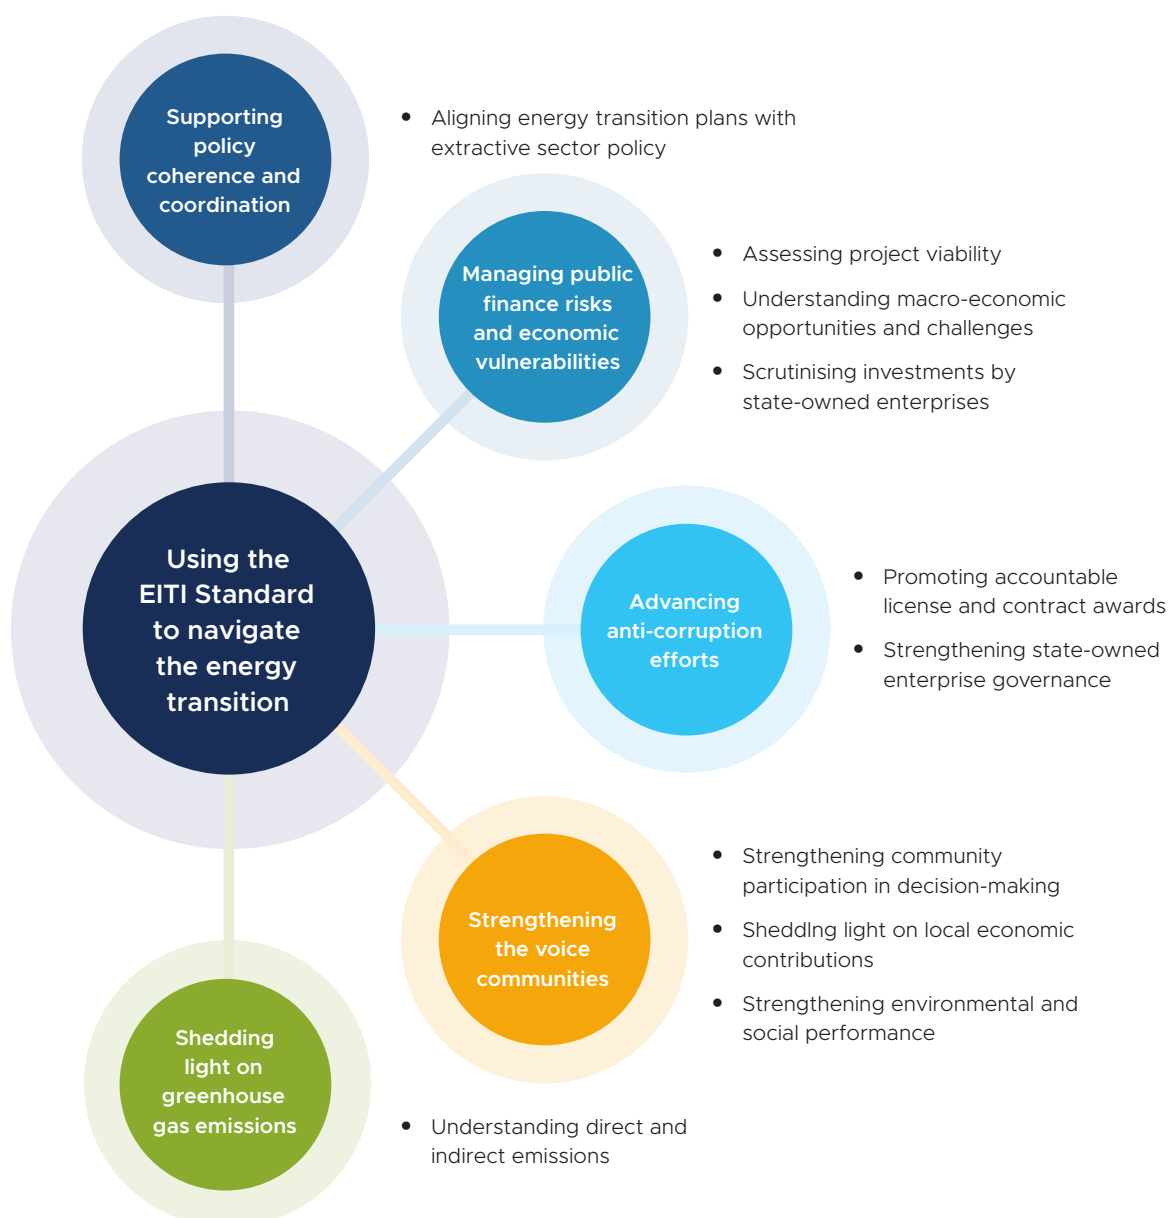 Supporting
policy
coherence and
coordination
• Aligning energy transition plans with
extractive sector policy
Managing public
finance risks
and economic
vulnerabilities
• Assessing project viability
• Understanding macro-economic
opportunities and challenges
• Scrutinising investments by
state-owned enterprises
Using the
EITI Standard
to navigate
the energy
transition
Advancing
anti-corruption
efforts
• Promoting accountable
license and contract awards
• Strengthening state-owned
enterprise governance
Strengthening
the voice
communities
• Strengthening community
participation in decision-making
• Sheddlng light on local economic
contributions
• Strengthening environmental and
social performance
Shedding
light on
greenhouse
gas emissions
• Understanding direct and
indirect emissions